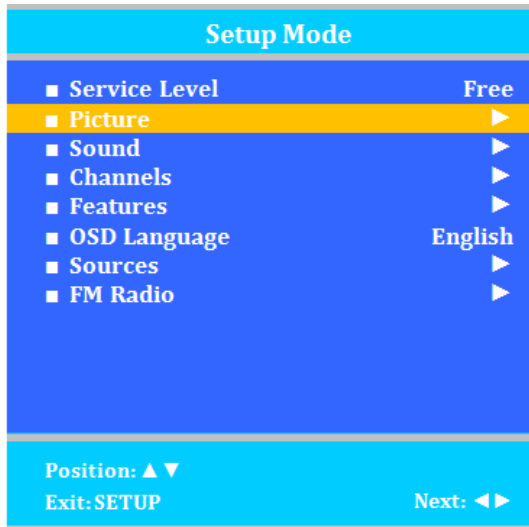 Setup Mode
■ Service Level Free
■ Picture ▶
■ Sound ▶
■ Channels ▶
■ Features ▶
■ OSD Language English
■ Sources ▶
■ FM Radio ▶
Position: ▲ ▼
Exit: SETUP Next: ◀ ▶